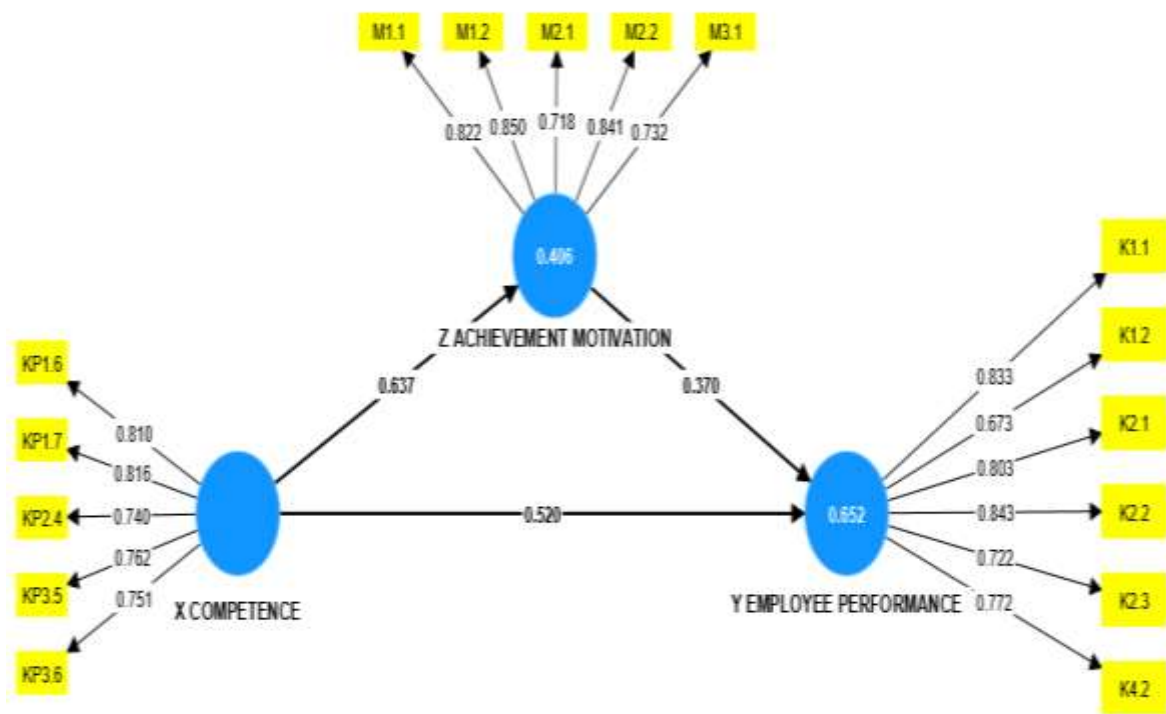 M1.1 M1.2 M2.1 M2.2 M3.1
0.822 0.850 0.718 0.841 0.732
0.406
Z ACHIEVEMENT MOTIVATION
0.637
0.370
KP1.6
KP1.7
KP2.4
KP3.5
KP3.6
0.810
0.816
0.740
0.762
0.751
X COMPETENCE
0.520
0.652
Y EMPLOYEE PERFORMANCE
0.833
0.673
0.803
0.843
0.722
0.772
K1.1
K1.2
K2.1
K2.2
K2.3
K4.2